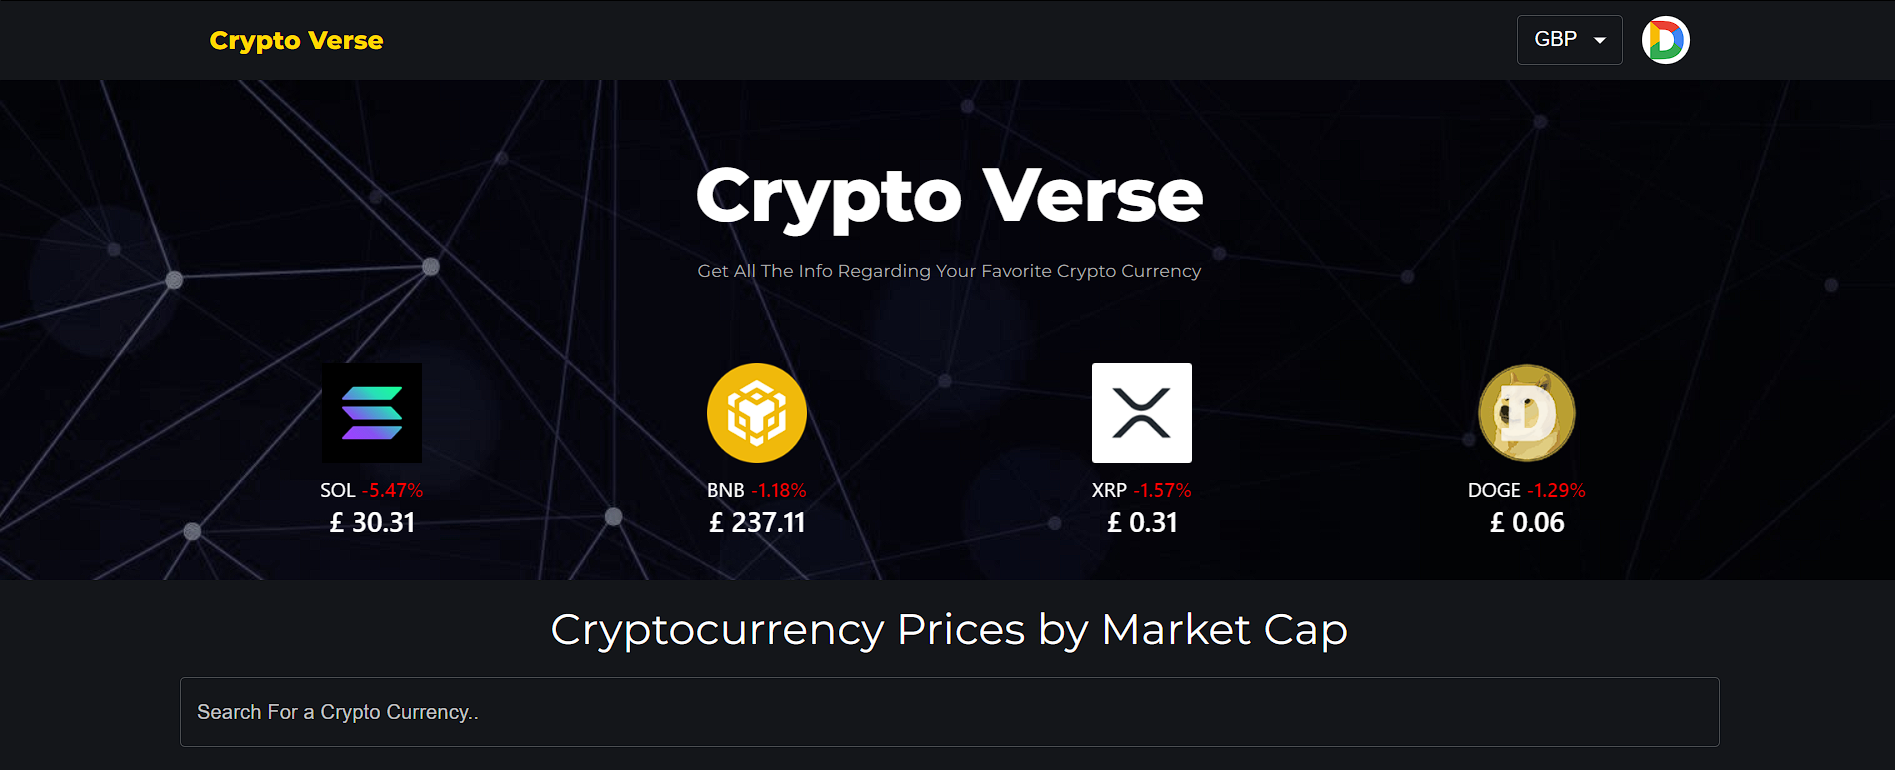 Crypto Verse
GBP
Crypto Verse
Get All The Info Regarding Your Favorite Crypto Currency
SOL -5.47%
£ 30.31
BNB -1.18%
£ 237.11
XRP -1.57%
£ 0.31
DOGE -1.29%
£ 0.06
Cryptocurrency Prices by Market Cap
Search For a Crypto Currency..